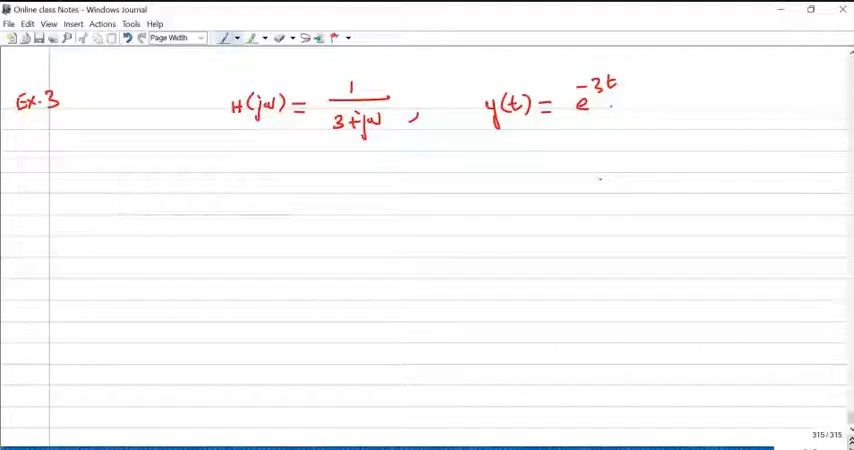 Online class Notes - Windows Journal
File Edit View Insert Actions Tools Help
Page Width
Ex.3 H(jω) = 1/(3+jω) , y(t) = e^{-3t}
315 / 315